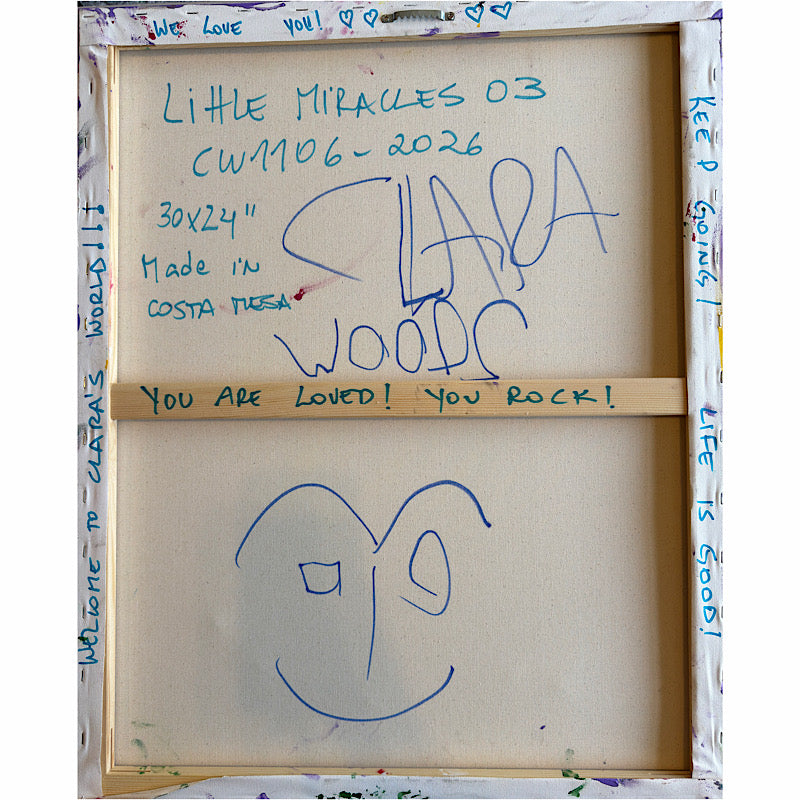 WE LOVE YOU! ♡♡ ♡♡
LiTTLE MiRACLES 03
CW1106-2026
30x24"
Made iN
COSTA MESA
CLARA
WOODS
YOU ARE LOVED! YOU ROCK!
WELCOME TO CLARA'S WORLD!!!
KEEP GOING!
LIFE iS GOOD!